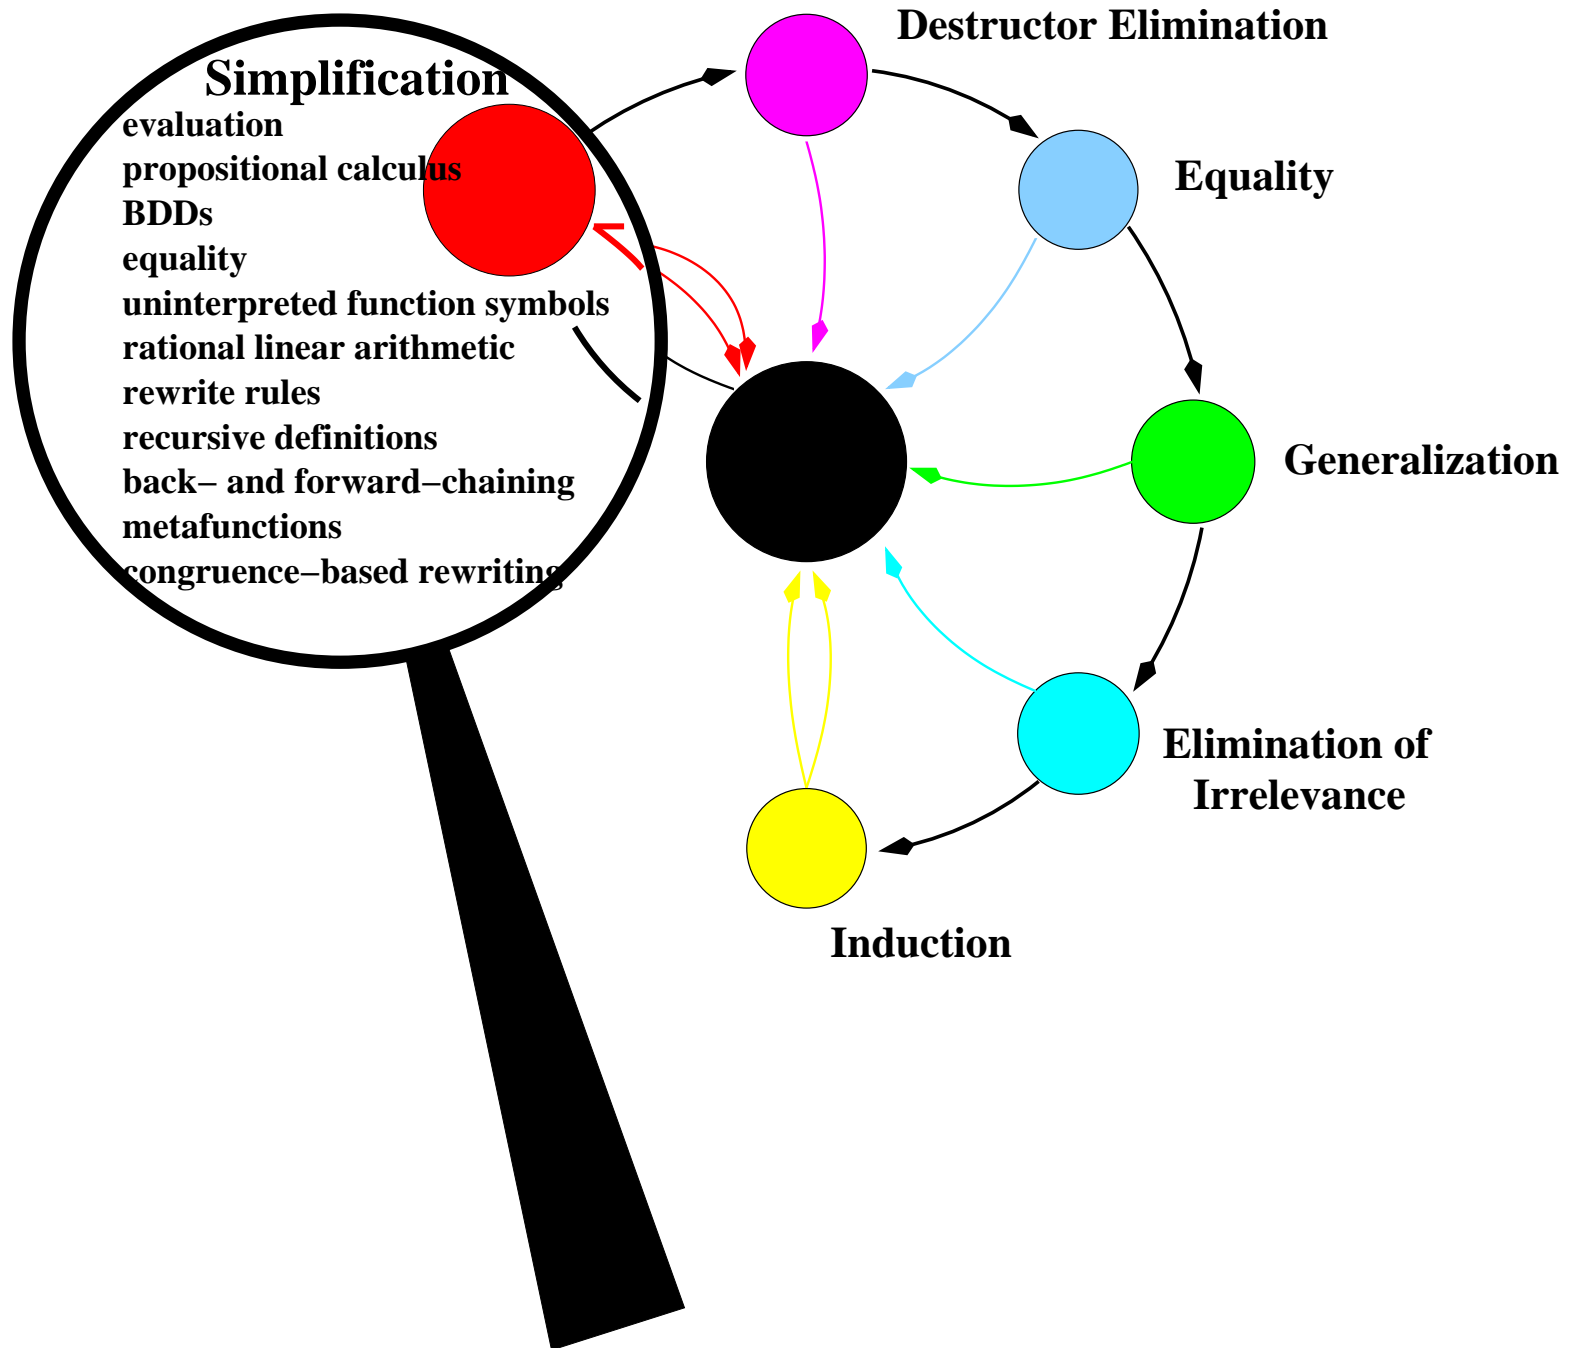 Simplification
evaluation
propositional calculus
BDDs
equality
uninterpreted function symbols
rational linear arithmetic
rewrite rules
recursive definitions
back− and forward−chaining
metafunctions
congruence−based rewriting
Destructor Elimination
Equality
Generalization
Elimination of
Irrelevance
Induction